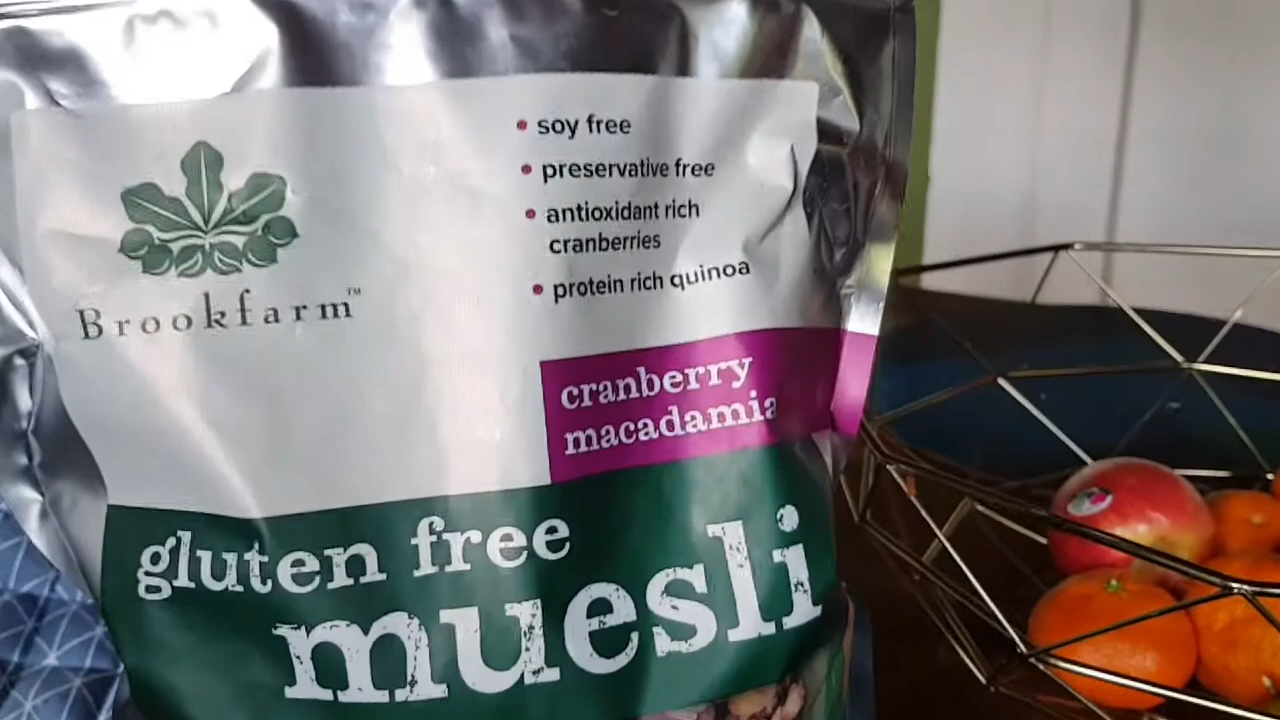 Brookfarm™
• soy free
• preservative free
• antioxidant rich
cranberries
• protein rich quinoa
cranberry
macadamia
gluten free
muesli